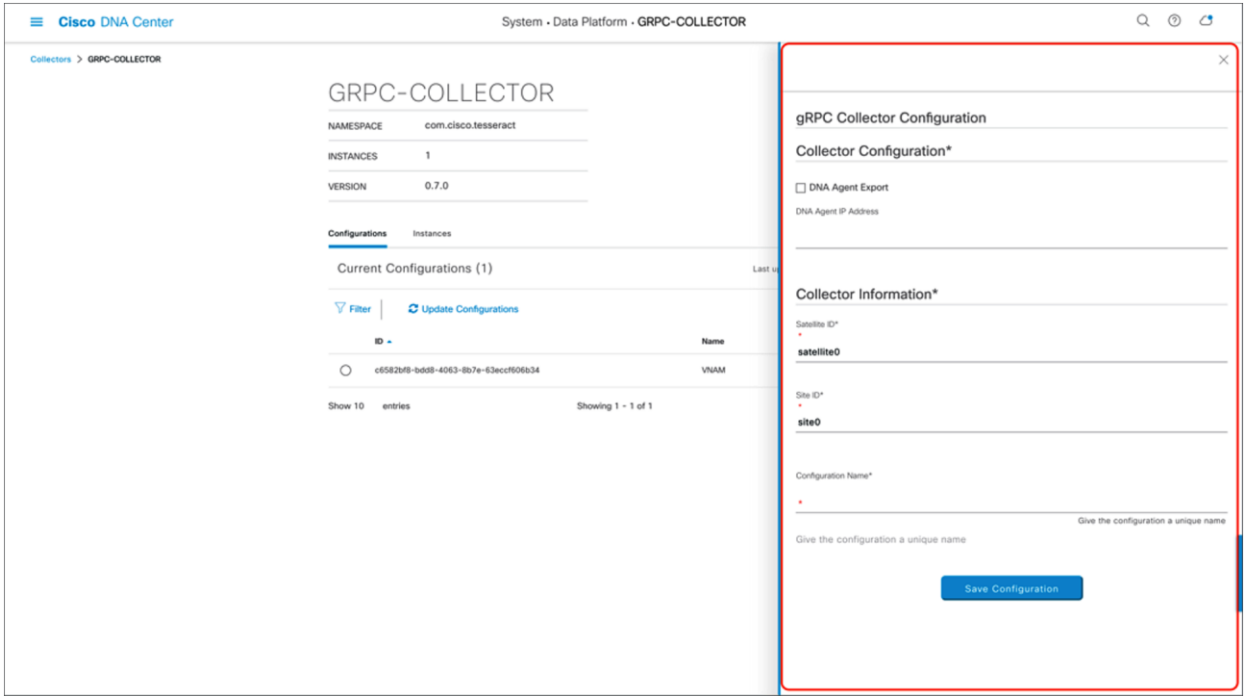 Cisco DNA Center
System • Data Platform • GRPC-COLLECTOR
Collectors > GRPC-COLLECTOR
GRPC-COLLECTOR
NAMESPACE com.cisco.tesseract
INSTANCES 1
VERSION 0.7.0
Configurations Instances
Current Configurations (1) Last u
Filter Update Configurations
ID Name
c6582bf8-bdd8-4063-8b7e-63eccf606b34 VNAM
Show 10 entries Showing 1 - 1 of 1
gRPC Collector Configuration
Collector Configuration*
DNA Agent Export
DNA Agent IP Address
Collector Information*
Satellite ID*
*
satellite0
Site ID*
*
site0
Configuration Name*
*
Give the configuration a unique name
Give the configuration a unique name
Save Configuration